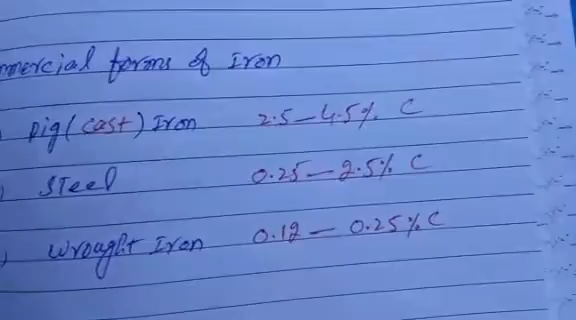 mmercial forms of Iron
Pig (cast) Iron 2.5 - 4.5% C
Steel 0.25 - 2.5% C
Wrought Iron 0.12 - 0.25% C